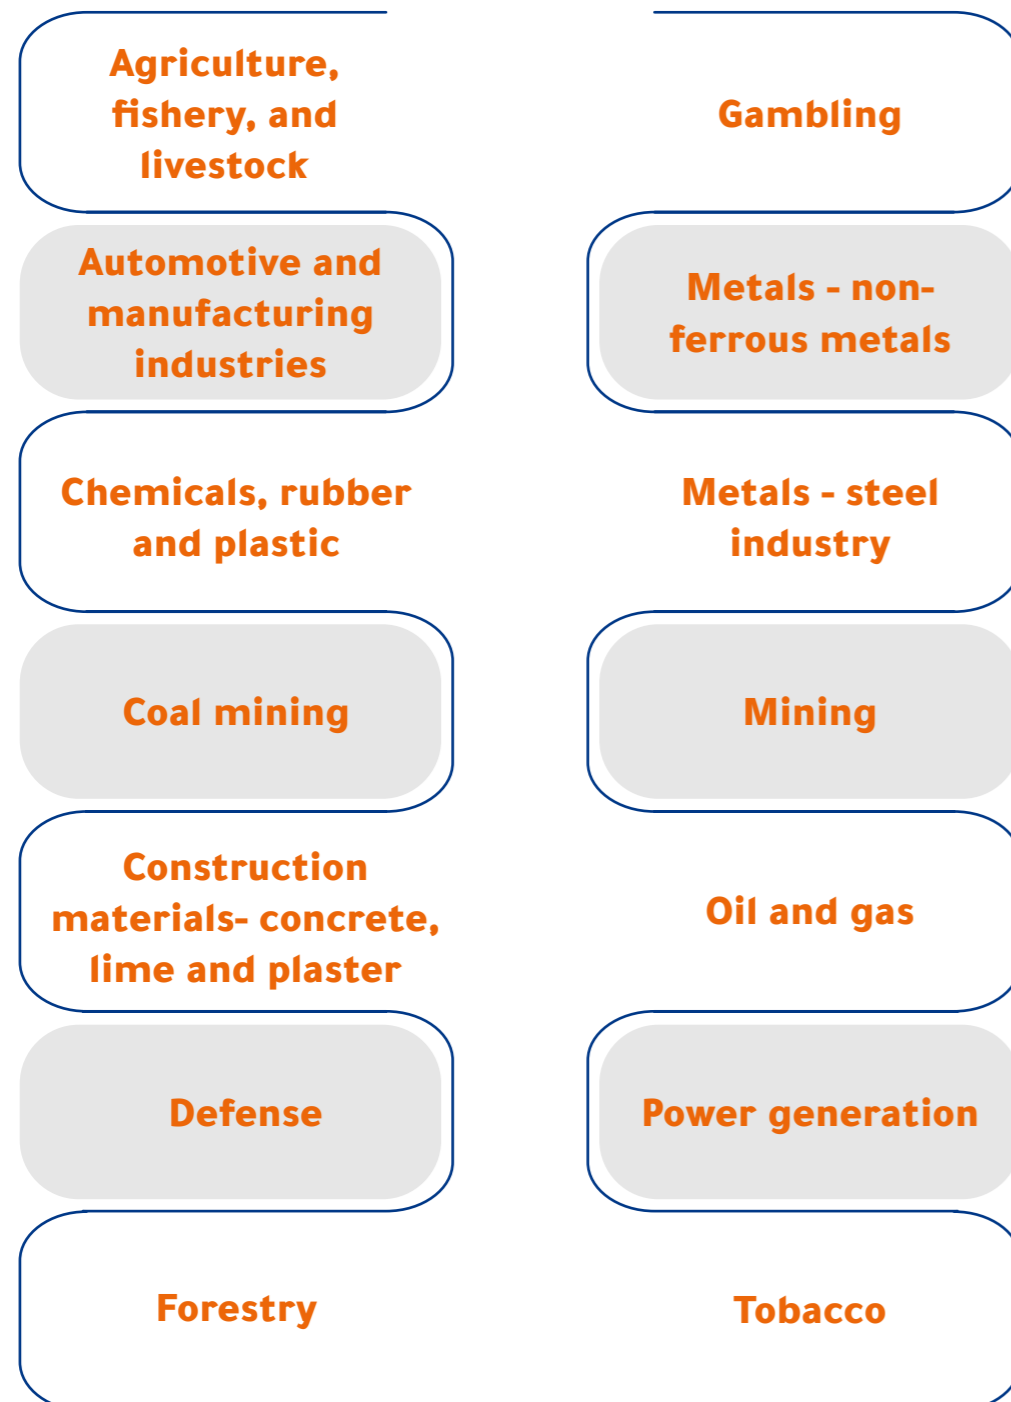 Agriculture,
fishery, and
livestock
Automotive and
manufacturing
industries
Chemicals, rubber
and plastic
Coal mining
Construction
materials- concrete,
lime and plaster
Defense
Forestry
Gambling
Metals - non-
ferrous metals
Metals - steel
industry
Mining
Oil and gas
Power generation
Tobacco